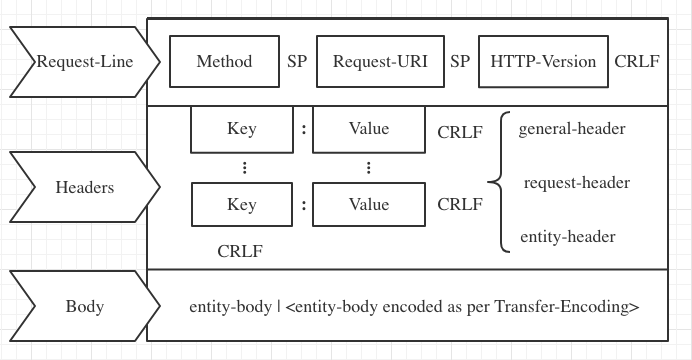 Request-Line Method SP Request-URI SP HTTP-Version CRLF
Key : Value CRLF general-header
⋮ ⋮
Headers request-header
Key : Value CRLF
entity-header
CRLF
Body entity-body | <entity-body encoded as per Transfer-Encoding>